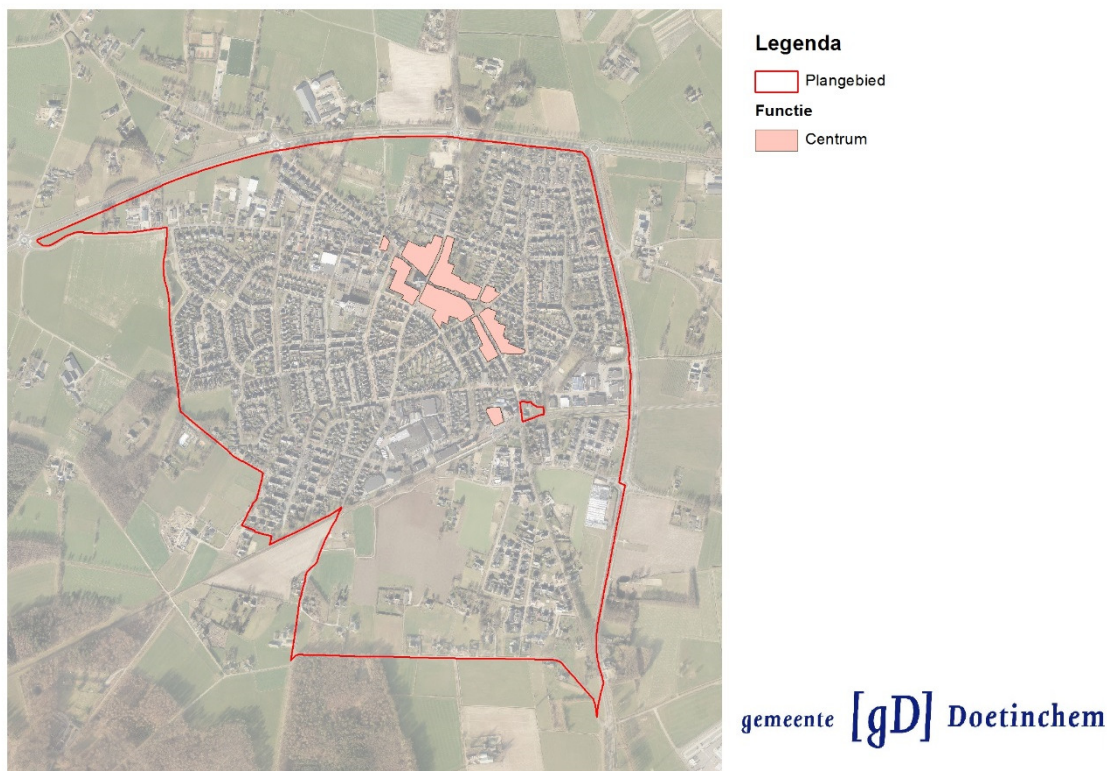 Legenda
Plangebied
Functie
Centrum
gemeente [gD] Doetinchem